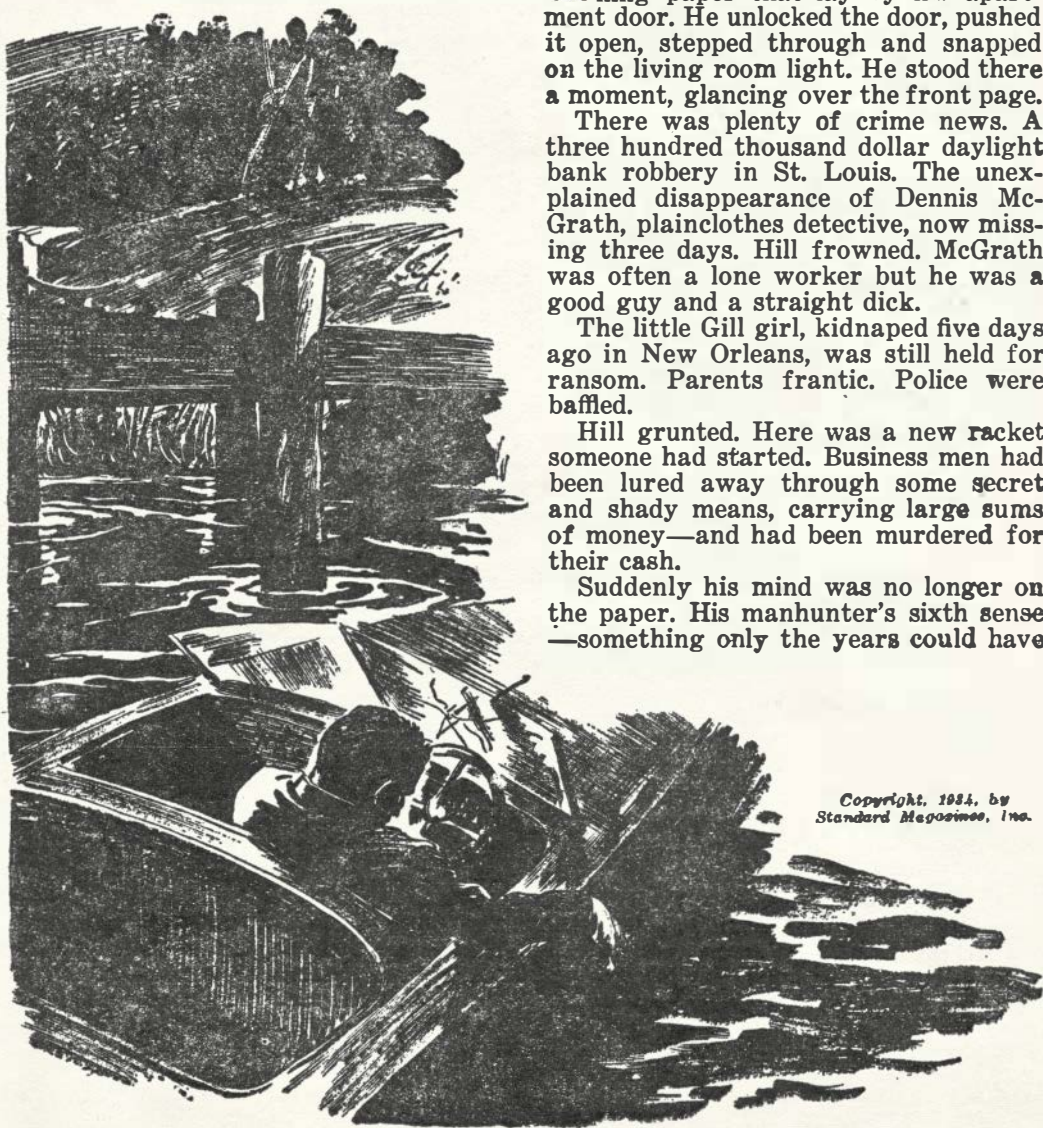 ment door. He unlocked the door, pushed
it open, stepped through and snapped
on the living room light. He stood there
a moment, glancing over the front page.
There was plenty of crime news. A
three hundred thousand dollar daylight
bank robbery in St. Louis. The unex-
plained disappearance of Dennis Mc-
Grath, plainclothes detective, now miss-
ing three days. Hill frowned. McGrath
was often a lone worker but he was a
good guy and a straight dick.
The little Gill girl, kidnaped five days
ago in New Orleans, was still held for
ransom. Parents frantic. Police were
baffled.
Hill grunted. Here was a new racket
someone had started. Business men had
been lured away through some secret
and shady means, carrying large sums
of money—and had been murdered for
their cash.
Suddenly his mind was no longer on
the paper. His manhunter's sixth sense
—something only the years could have
Copyright, 1934, by
Standard Magazines, Inc.